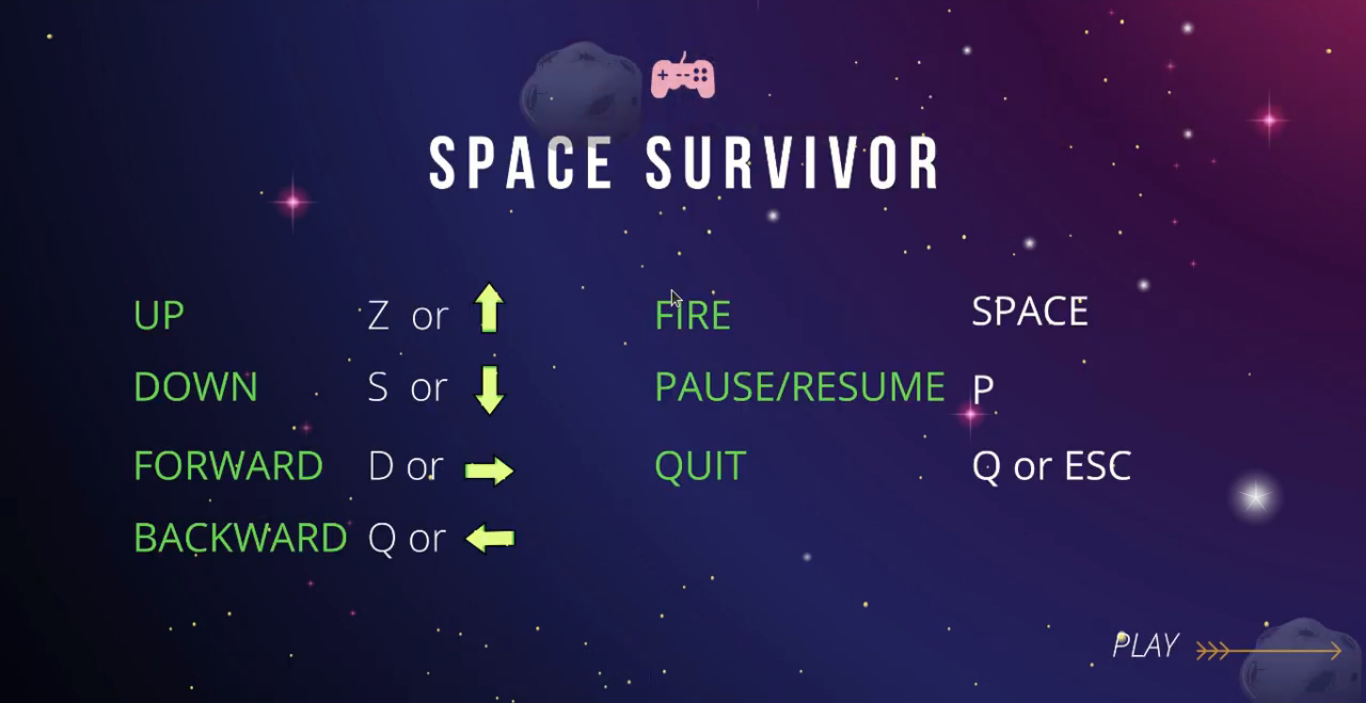 SPACE SURVIVOR
UP Z or
DOWN S or
FORWARD D or
BACKWARD Q or
FIRE SPACE
PAUSE/RESUME P
QUIT Q or ESC
PLAY